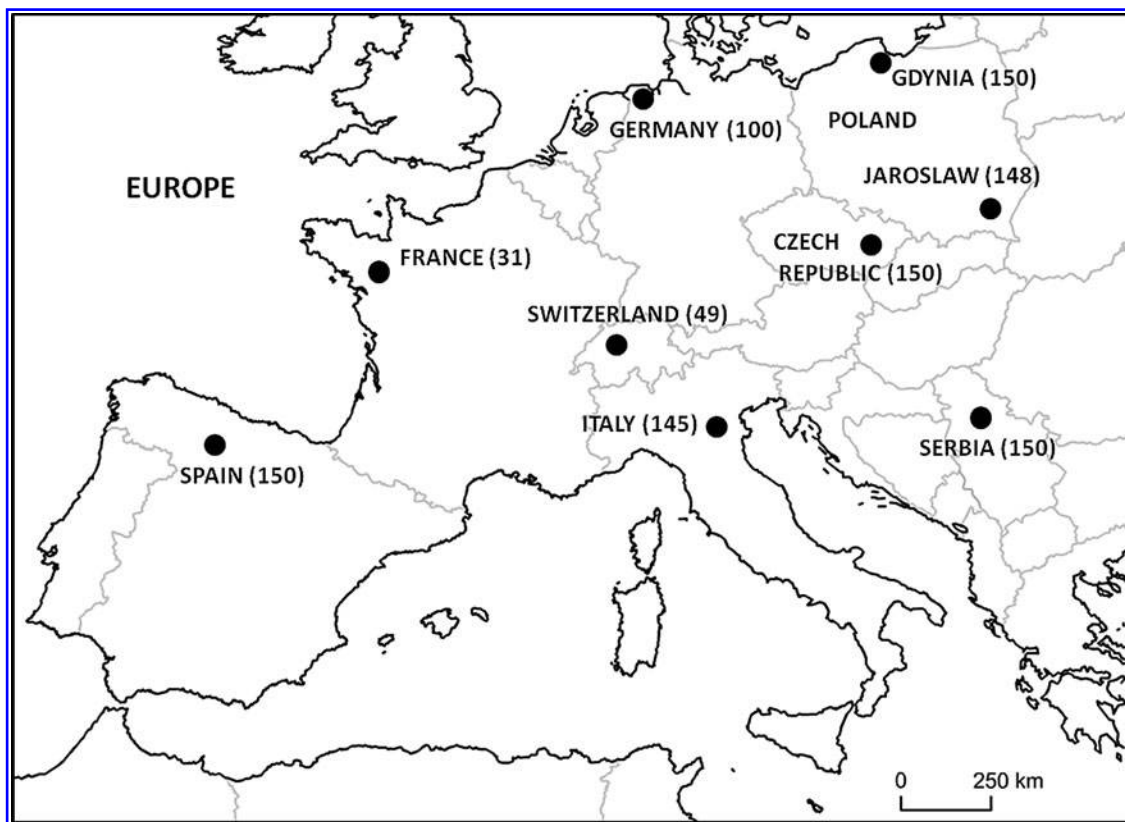 GDYNIA (150)
GERMANY (100)
POLAND
JAROSLAW (148)
EUROPE
CZECH
REPUBLIC (150)
FRANCE (31)
SWITZERLAND (49)
ITALY (145)
SERBIA (150)
SPAIN (150)
0 250 km